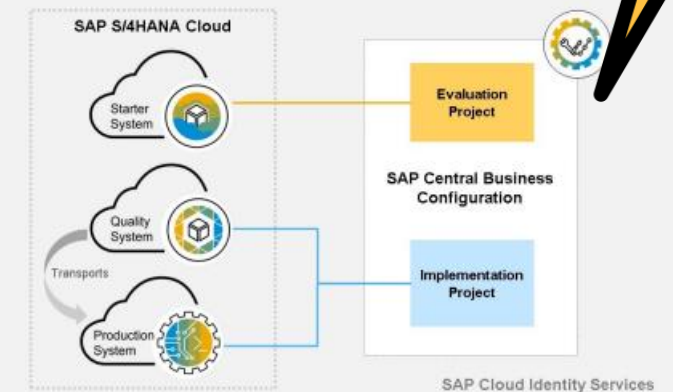 SAP S/4HANA Cloud
Starter
System
Quality
System
Transports
Production
System
Evaluation
Project
SAP Central Business
Configuration
Implementation
Project
SAP Cloud Identity Services